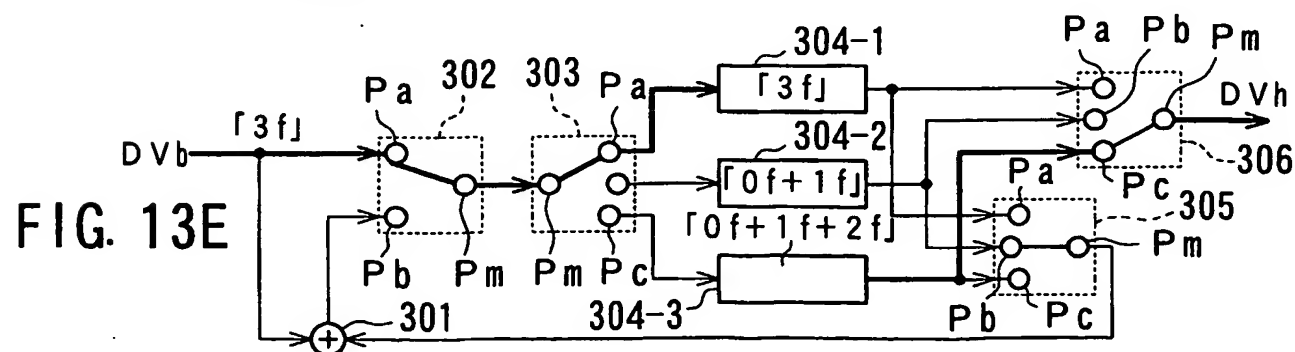 304-1
Pa
Pb
Pm
302
303
Pa
「3f」
DVh
Pa
「3f」
304-2
DVb
「0f+1f」
306
Pa
Pc
FIG. 13E
「0f+1f+2f」
305
Pb
Pm
Pm
Pc
Pm
301
304-3
Pb
Pc
+